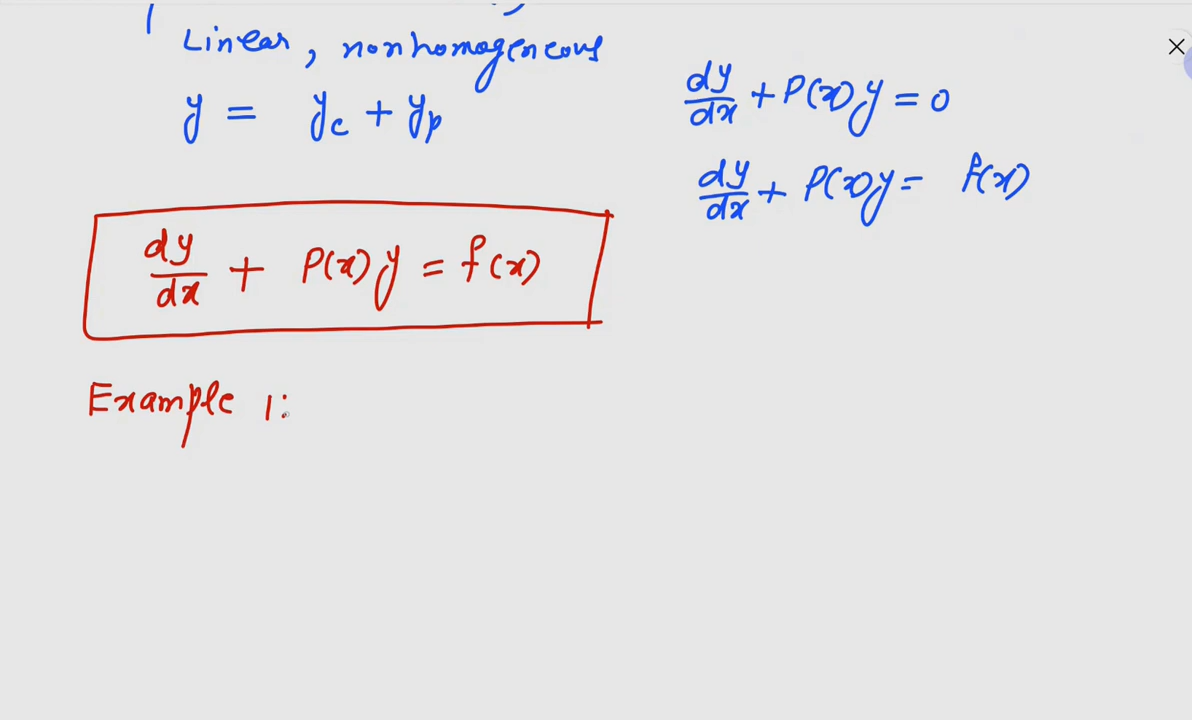 Linear, nonhomogeneous
y = y_c + y_p
dy/dx + P(x)y = 0
dy/dx + P(x)y = f(x)
dy/dx + P(x)y = f(x)
Example 1: